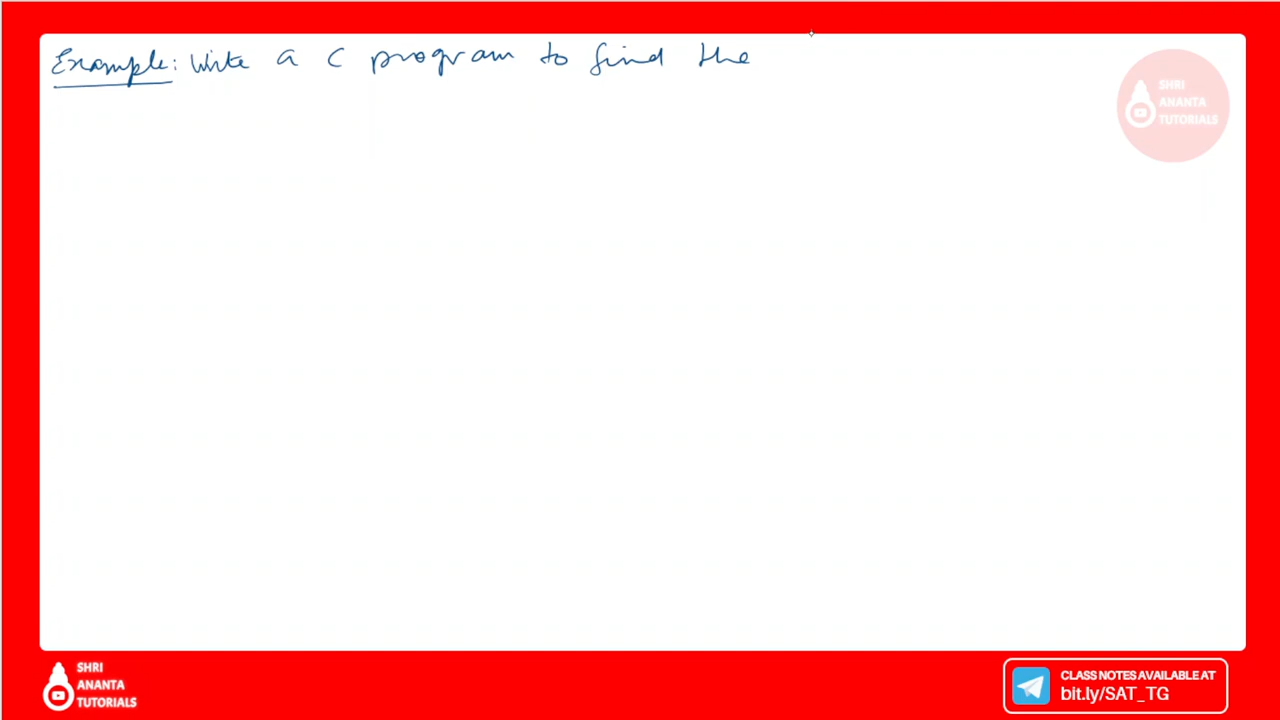 Example: Write a C program to find the
SHRI
ANANTA
TUTORIALS
SHRI
ANANTA
TUTORIALS
CLASS NOTES AVAILABLE AT
bit.ly/SAT_TG